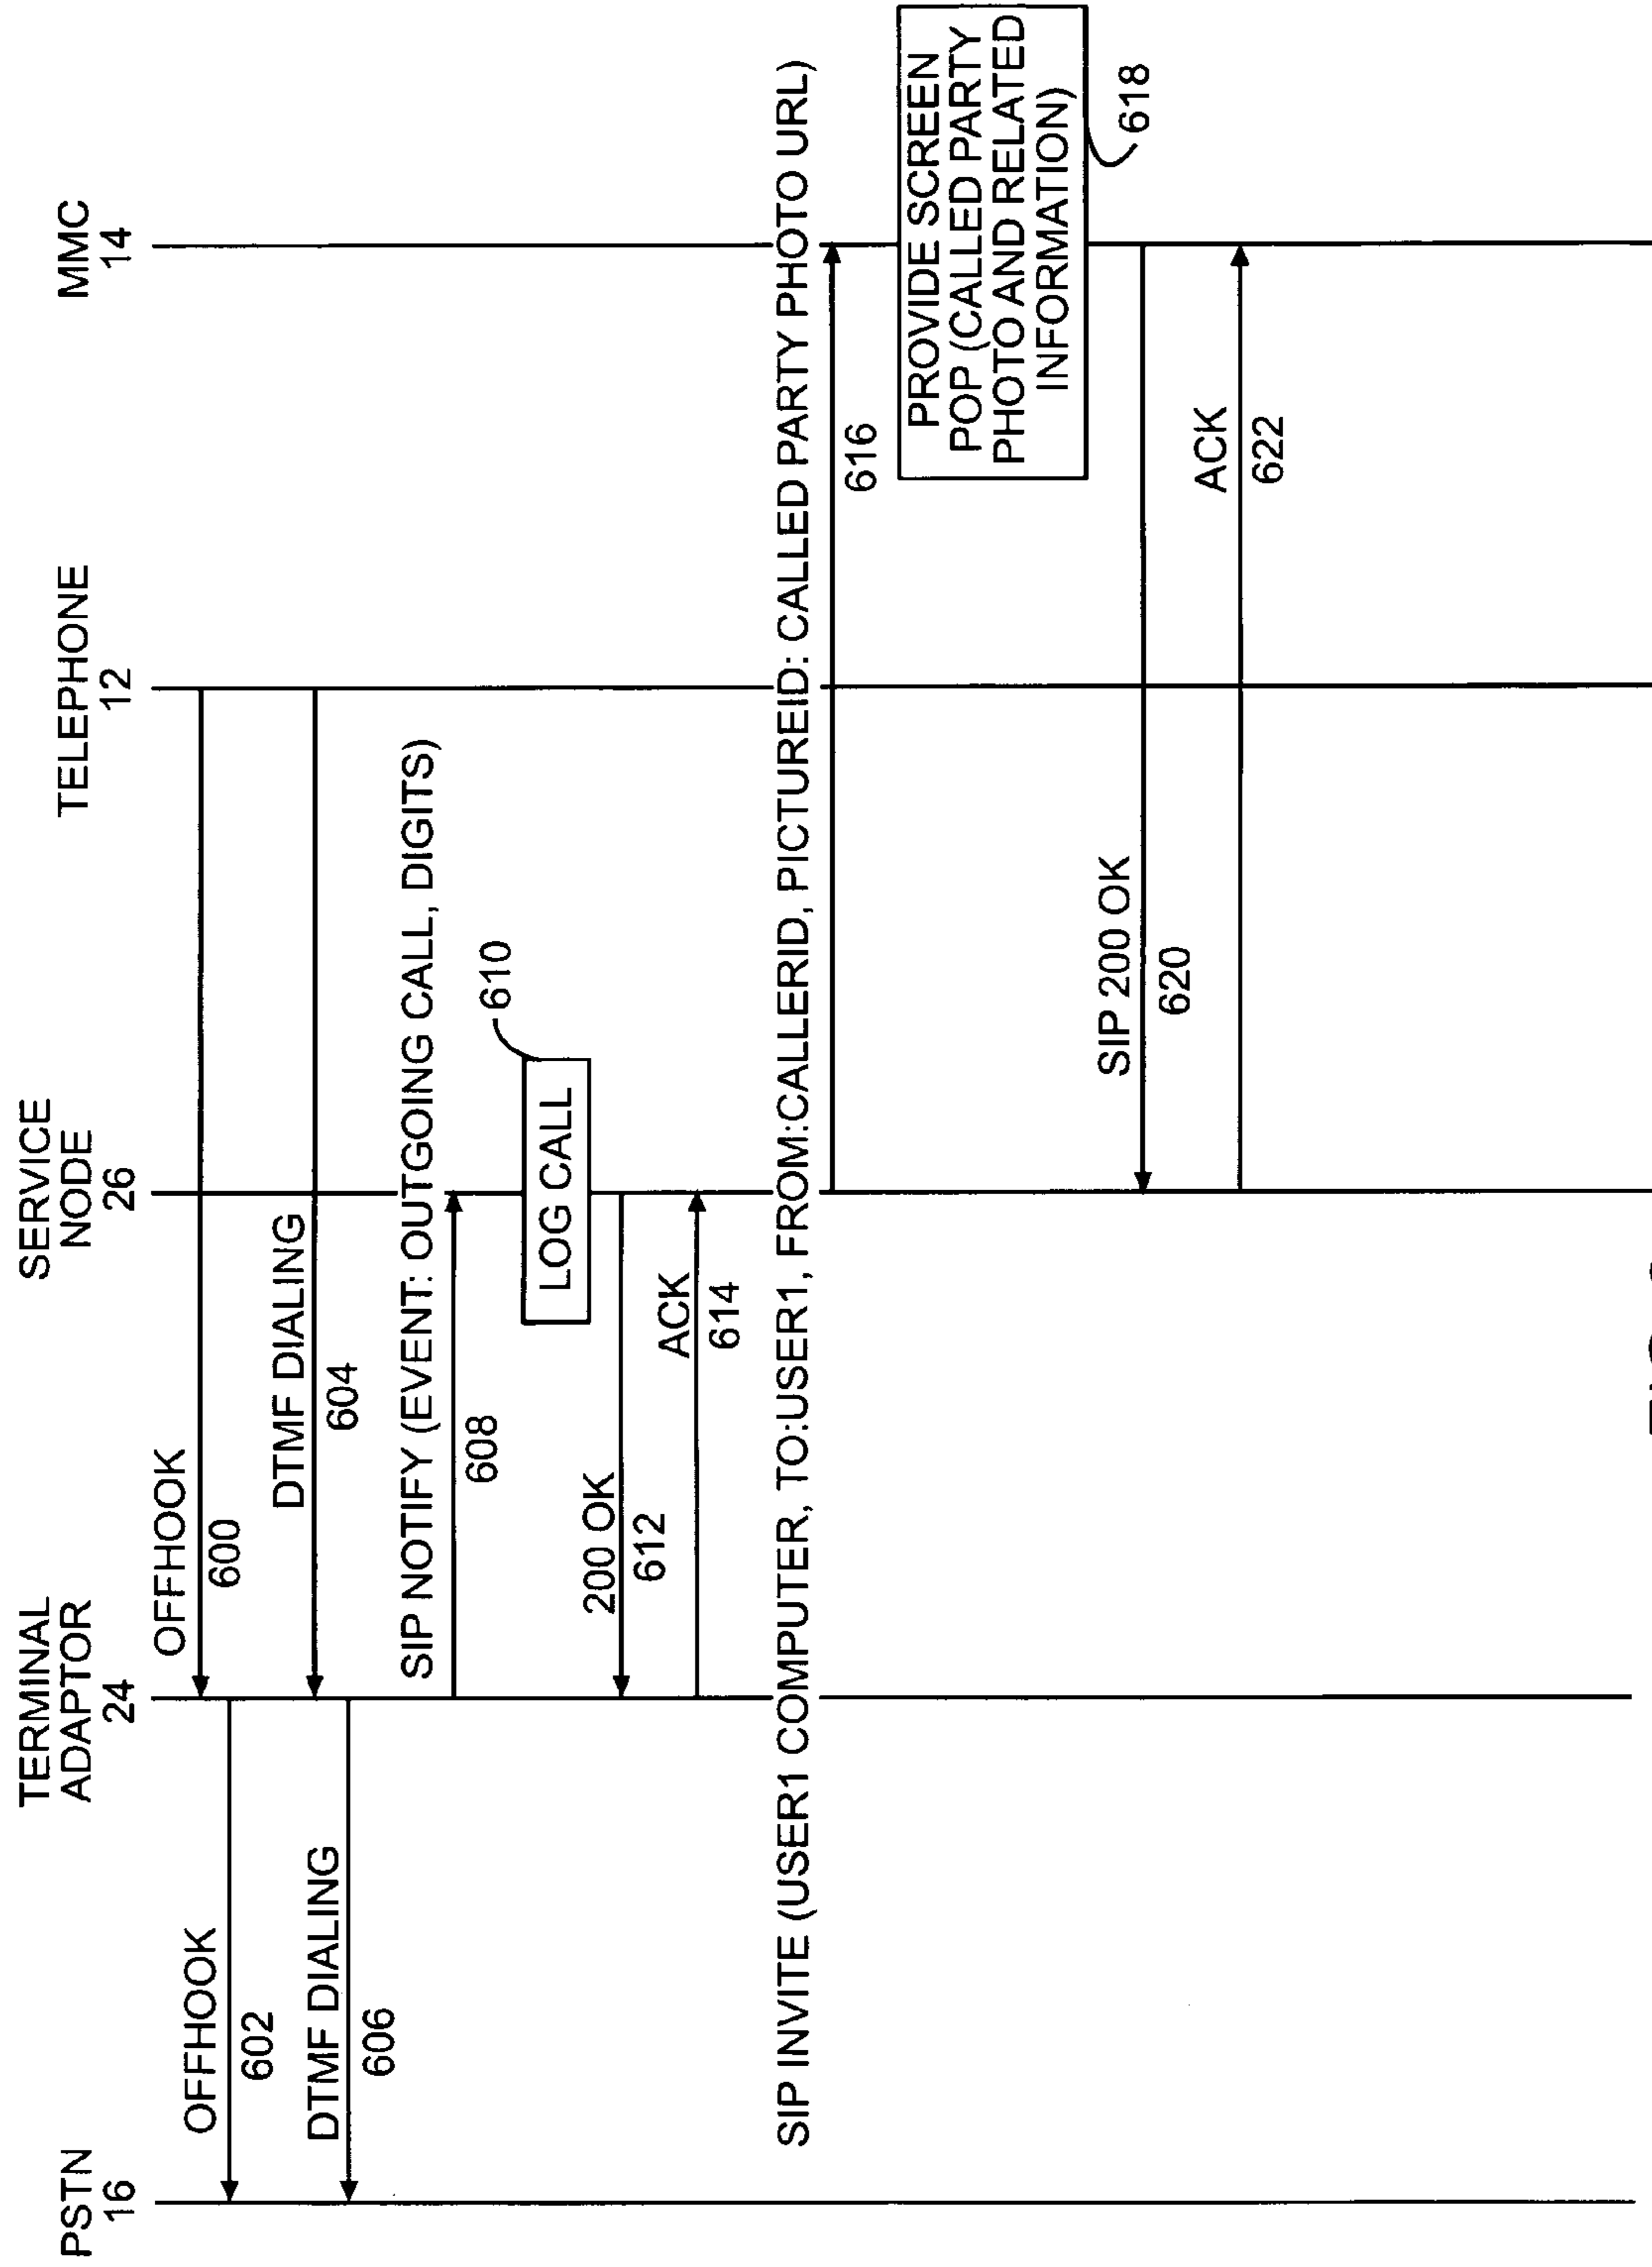 PSTN
16
TERMINAL
ADAPTOR
24
SERVICE
NODE
26
TELEPHONE
12
MMC
14
OFFHOOK
600
OFFHOOK
602
DTMF DIALING
604
DTMF DIALING
606
SIP NOTIFY (EVENT: OUTGOING CALL, DIGITS)
608
LOG CALL
610
200 OK
612
ACK
614
SIP INVITE (USER1 COMPUTER, TO:USER1, FROM:CALLERID, PICTUREID: CALLED PARTY PHOTO URL)
616
PROVIDE SCREEN
POP (CALLED PARTY
PHOTO AND RELATED
INFORMATION)
618
SIP 200 OK
620
ACK
622